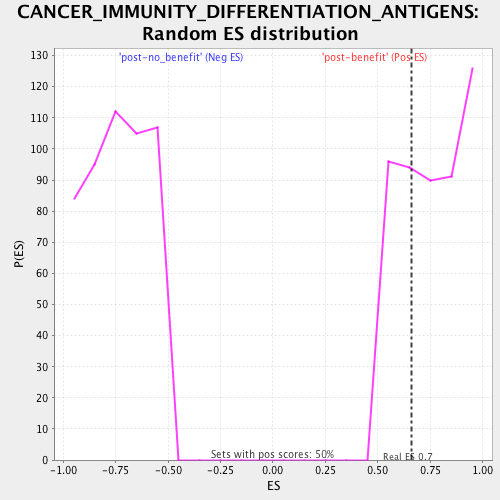 CANCER_IMMUNITY_DIFFERENTIATION_ANTIGENS:
Random ES distribution
'post-no_benefit' (Neg ES) 'post-benefit' (Pos ES)
P(ES)
130
120
110
100
90
80
70
60
50
40
30
20
10
0
Sets with pos scores: 50%
Real ES 0.7
-1.00 -0.75 -0.50 -0.25 0.00 0.25 0.50 0.75 1.00
ES